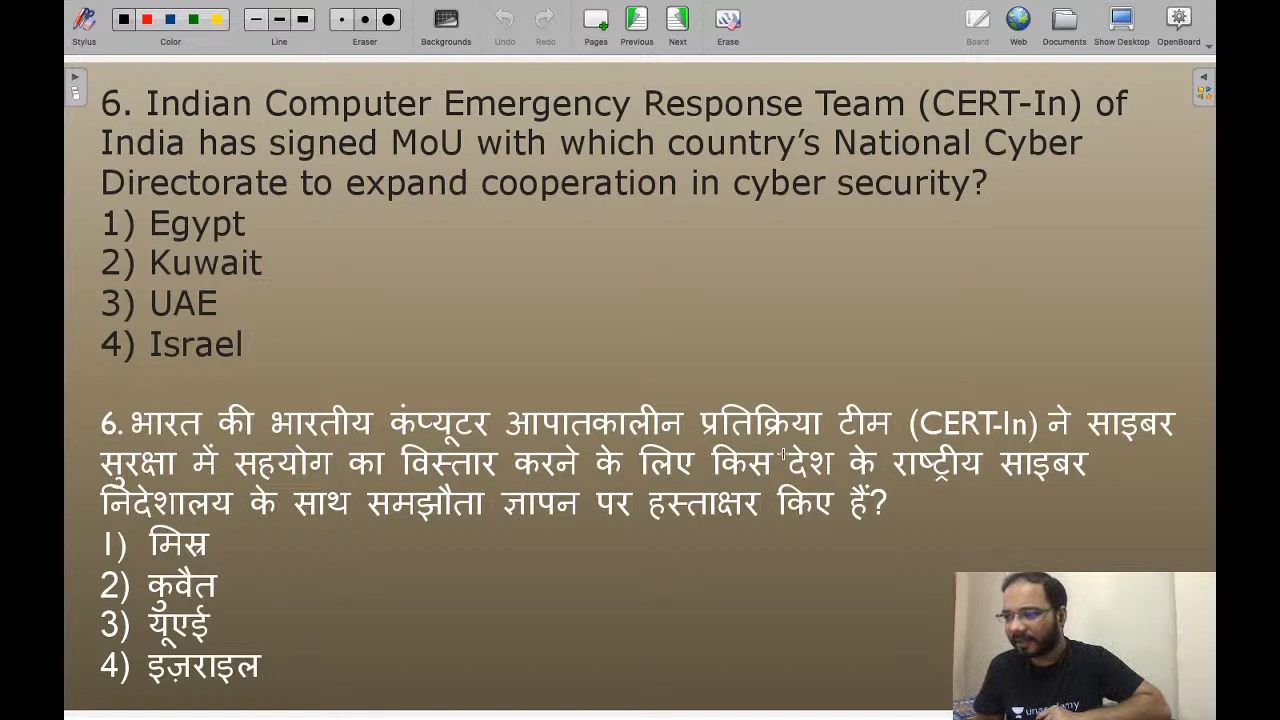 Stylus
Color
Line
Eraser
Backgrounds
Undo
Redo
Pages
Previous
Next
Erase
Board
Web
Documents
Show Desktop
OpenBoard
6. Indian Computer Emergency Response Team (CERT-In) of
India has signed MoU with which country’s National Cyber
Directorate to expand cooperation in cyber security?
1) Egypt
2) Kuwait
3) UAE
4) Israel
6. भारत की भारतीय कंप्यूटर आपातकालीन प्रतिक्रिया टीम (CERT-In) ने साइबर
सुरक्षा में सहयोग का विस्तार करने के लिए किस देश के राष्ट्रीय साइबर
निदेशालय के साथ समझौता ज्ञापन पर हस्ताक्षर किए हैं?
1) मिस्र
2) कुवैत
3) यूएई
4) इज़राइल